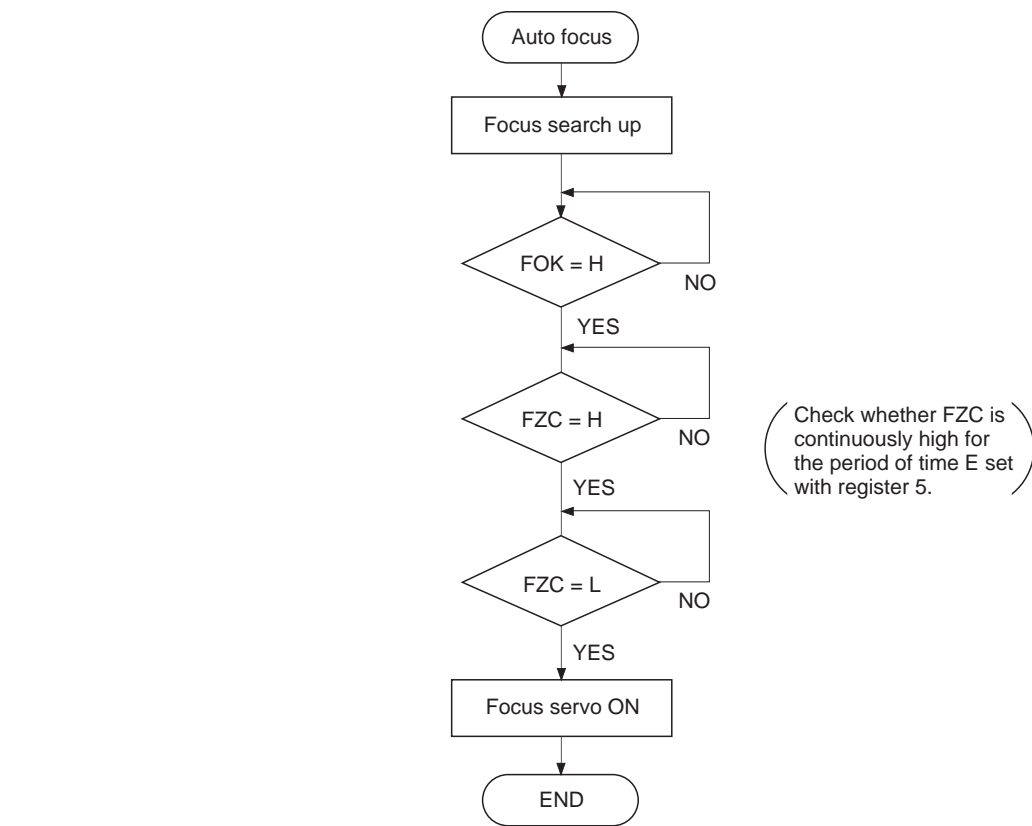 Auto focus
Focus search up
FOK = H
NO
YES
FZC = H
NO
Check whether FZC is
continuously high for
the period of time E set
with register 5.
YES
FZC = L
NO
YES
Focus servo ON
END